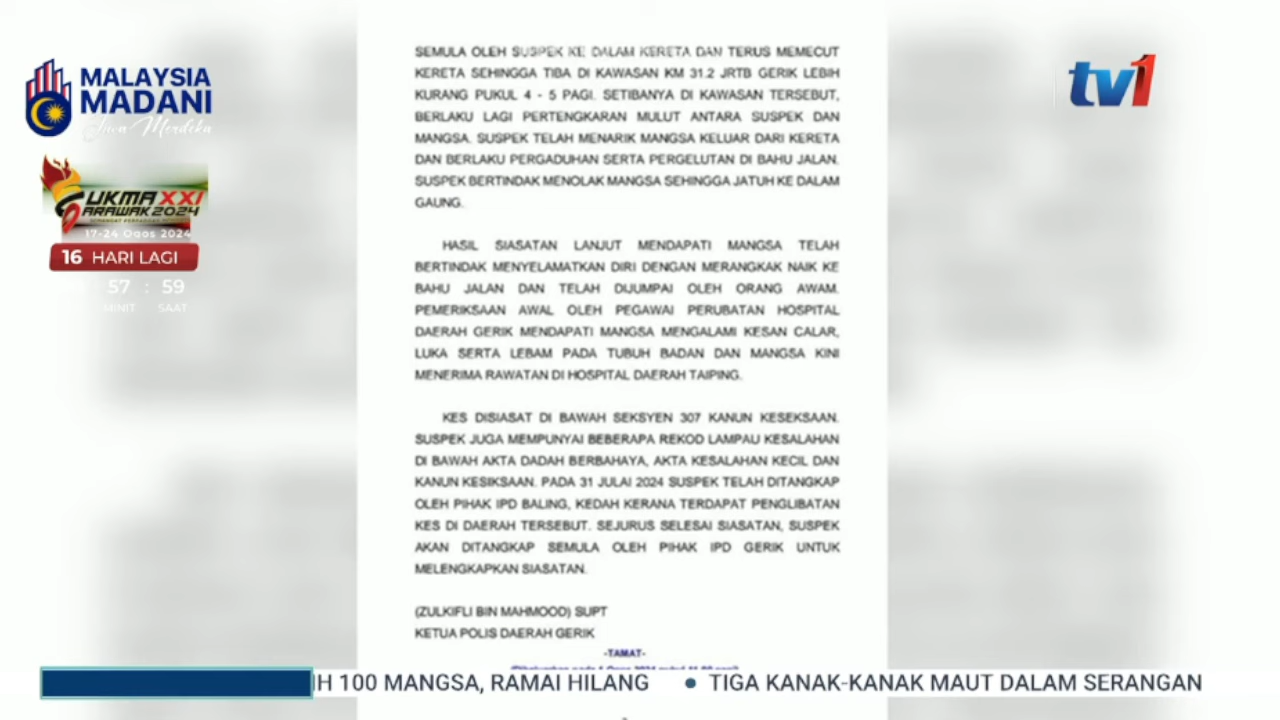 SEMULA OLEH SUSPEK KE DALAM KERETA DAN TERUS MEMECUT
KERETA SEHINGGA TIBA DI KAWASAN KM 31.2 JRTB GERIK LEBIH
KURANG PUKUL 4 - 5 PAGI. SETIBANYA DI KAWASAN TERSEBUT,
BERLAKU LAGI PERTENGKARAN MULUT ANTARA SUSPEK DAN
MANGSA. SUSPEK TELAH MENARIK MANGSA KELUAR DARI KERETA
DAN BERLAKU PERGADUHAN SERTA PERGELUTAN DI BAHU JALAN.
SUSPEK BERTINDAK MENOLAK MANGSA SEHINGGA JATUH KE DALAM
GAUNG.
HASIL SIASATAN LANJUT MENDAPATI MANGSA TELAH
BERTINDAK MENYELAMATKAN DIRI DENGAN MERANGKAK NAIK KE
BAHU JALAN DAN TELAH DIJUMPAI OLEH ORANG AWAM.
PEMERIKSAAN AWAL OLEH PEGAWAI PERUBATAN HOSPITAL
DAERAH GERIK MENDAPATI MANGSA MENGALAMI KESAN CALAR,
LUKA SERTA LEBAM PADA TUBUH BADAN DAN MANGSA KINI
MENERIMA RAWATAN DI HOSPITAL DAERAH TAIPING.
KES DISIASAT DI BAWAH SEKSYEN 307 KANUN KESEKSAAN.
SUSPEK JUGA MEMPUNYAI BEBERAPA REKOD LAMPAU KESALAHAN
DI BAWAH AKTA DADAH BERBAHAYA, AKTA KESALAHAN KECIL DAN
KANUN KESIKSAAN. PADA 31 JULAI 2024 SUSPEK TELAH DITANGKAP
OLEH PIHAK IPD BALING, KEDAH KERANA TERDAPAT PENGLIBATAN
KES DI DAERAH TERSEBUT. SEJURUS SELESAI SIASATAN, SUSPEK
AKAN DITANGKAP SEMULA OLEH PIHAK IPD GERIK UNTUK
MELENGKAPKAN SIASATAN.
(ZULKIFLI BIN MAHMOOD) SUPT
KETUA POLIS DAERAH GERIK
-TAMAT-
MALAYSIA
MADANI
Jiwa Merdeka
tv1
SUKMA XXI
SARAWAK 2024
17-24 Ogos 2024
16 HARI LAGI
57 : 59
MINIT SAAT
H 100 MANGSA, RAMAI HILANG • TIGA KANAK-KANAK MAUT DALAM SERANGAN